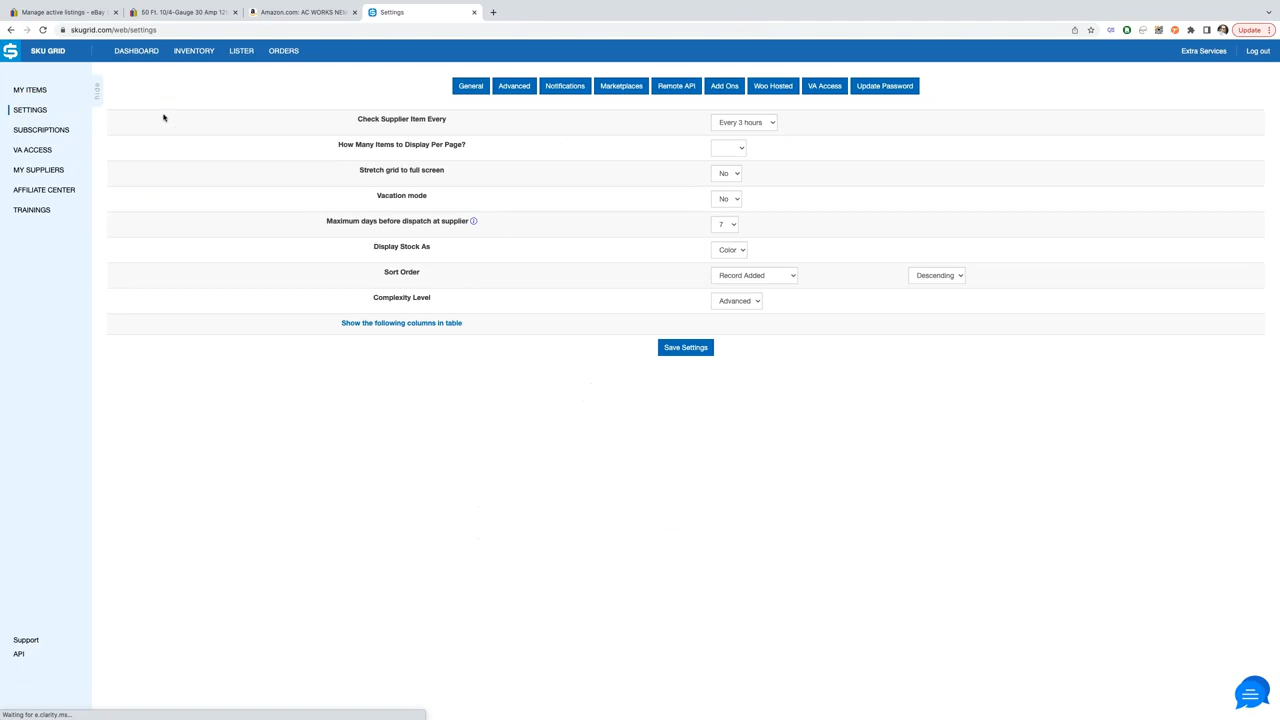 Manage active listings - eBay
50 Ft. 10/4-Gauge 30 Amp 12
Amazon.com: AC WORKS NEM
Settings
skugrid.com/web/settings
Update
SKU GRID
DASHBOARD
INVENTORY
LISTER
ORDERS
Extra Services
Log out
hide
MY ITEMS
SETTINGS
SUBSCRIPTIONS
VA ACCESS
MY SUPPLIERS
AFFILIATE CENTER
TRAININGS
General
Advanced
Notifications
Marketplaces
Remote API
Add Ons
Woo Hosted
VA Access
Update Password
Check Supplier Item Every
Every 3 hours
How Many Items to Display Per Page?
Stretch grid to full screen
No
Vacation mode
No
Maximum days before dispatch at supplier
7
Display Stock As
Color
Sort Order
Record Added
Descending
Complexity Level
Advanced
Show the following columns in table
Save Settings
Support
API
Waiting for e.clarity.ms...